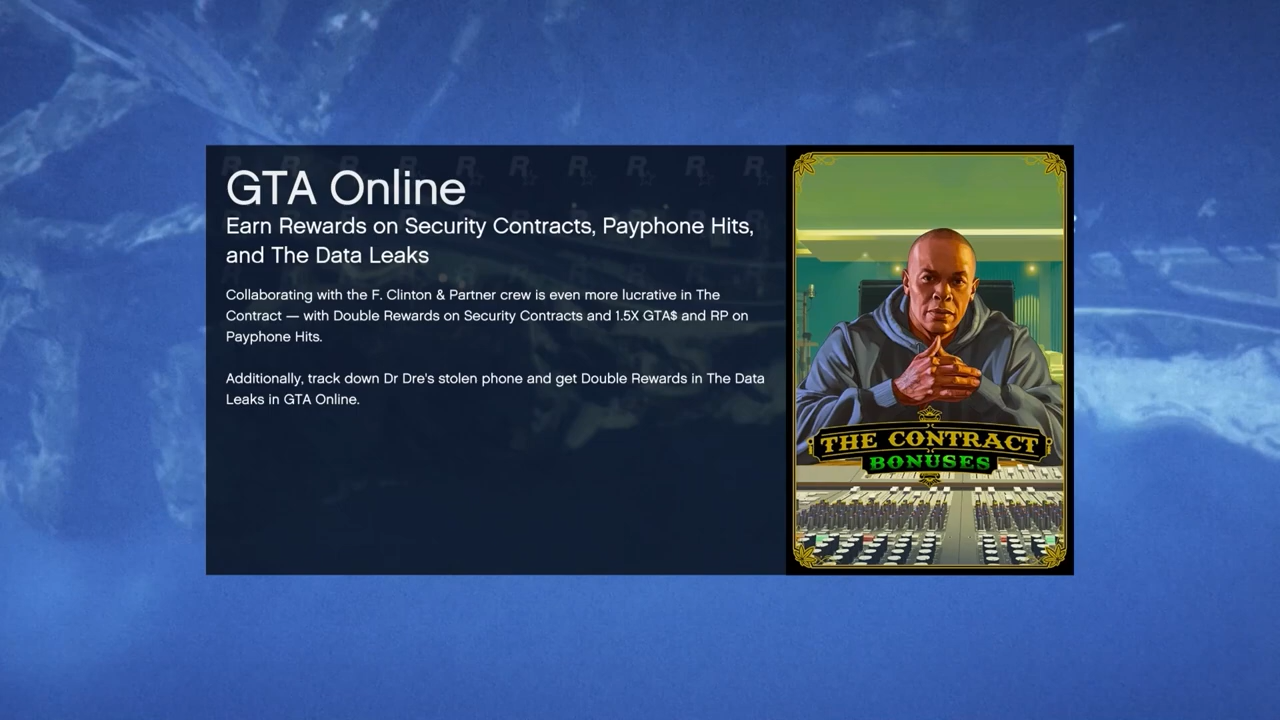 GTA Online
Earn Rewards on Security Contracts, Payphone Hits,
and The Data Leaks
Collaborating with the F. Clinton & Partner crew is even more lucrative in The
Contract — with Double Rewards on Security Contracts and 1.5X GTA$ and RP on
Payphone Hits.
Additionally, track down Dr Dre's stolen phone and get Double Rewards in The Data
Leaks in GTA Online.
THE CONTRACT
BONUSES